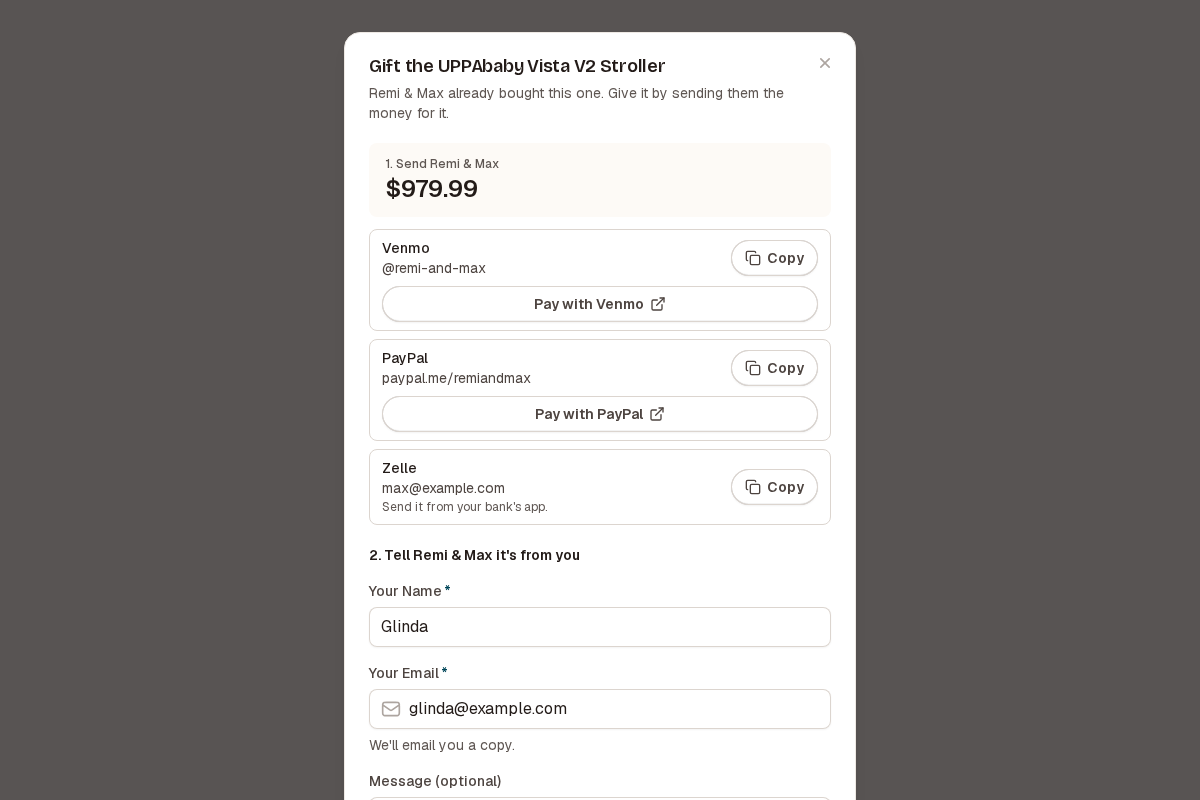 Gift the UPPAbaby Vista V2 Stroller
Remi & Max already bought this one. Give it by sending them the
money for it.
1. Send Remi & Max
$979.99
Venmo
@remi-and-max
Copy
Pay with Venmo
PayPal
paypal.me/remiandmax
Copy
Pay with PayPal
Zelle
max@example.com
Send it from your bank's app.
Copy
2. Tell Remi & Max it's from you
Your Name *
Glinda
Your Email *
glinda@example.com
We'll email you a copy.
Message (optional)